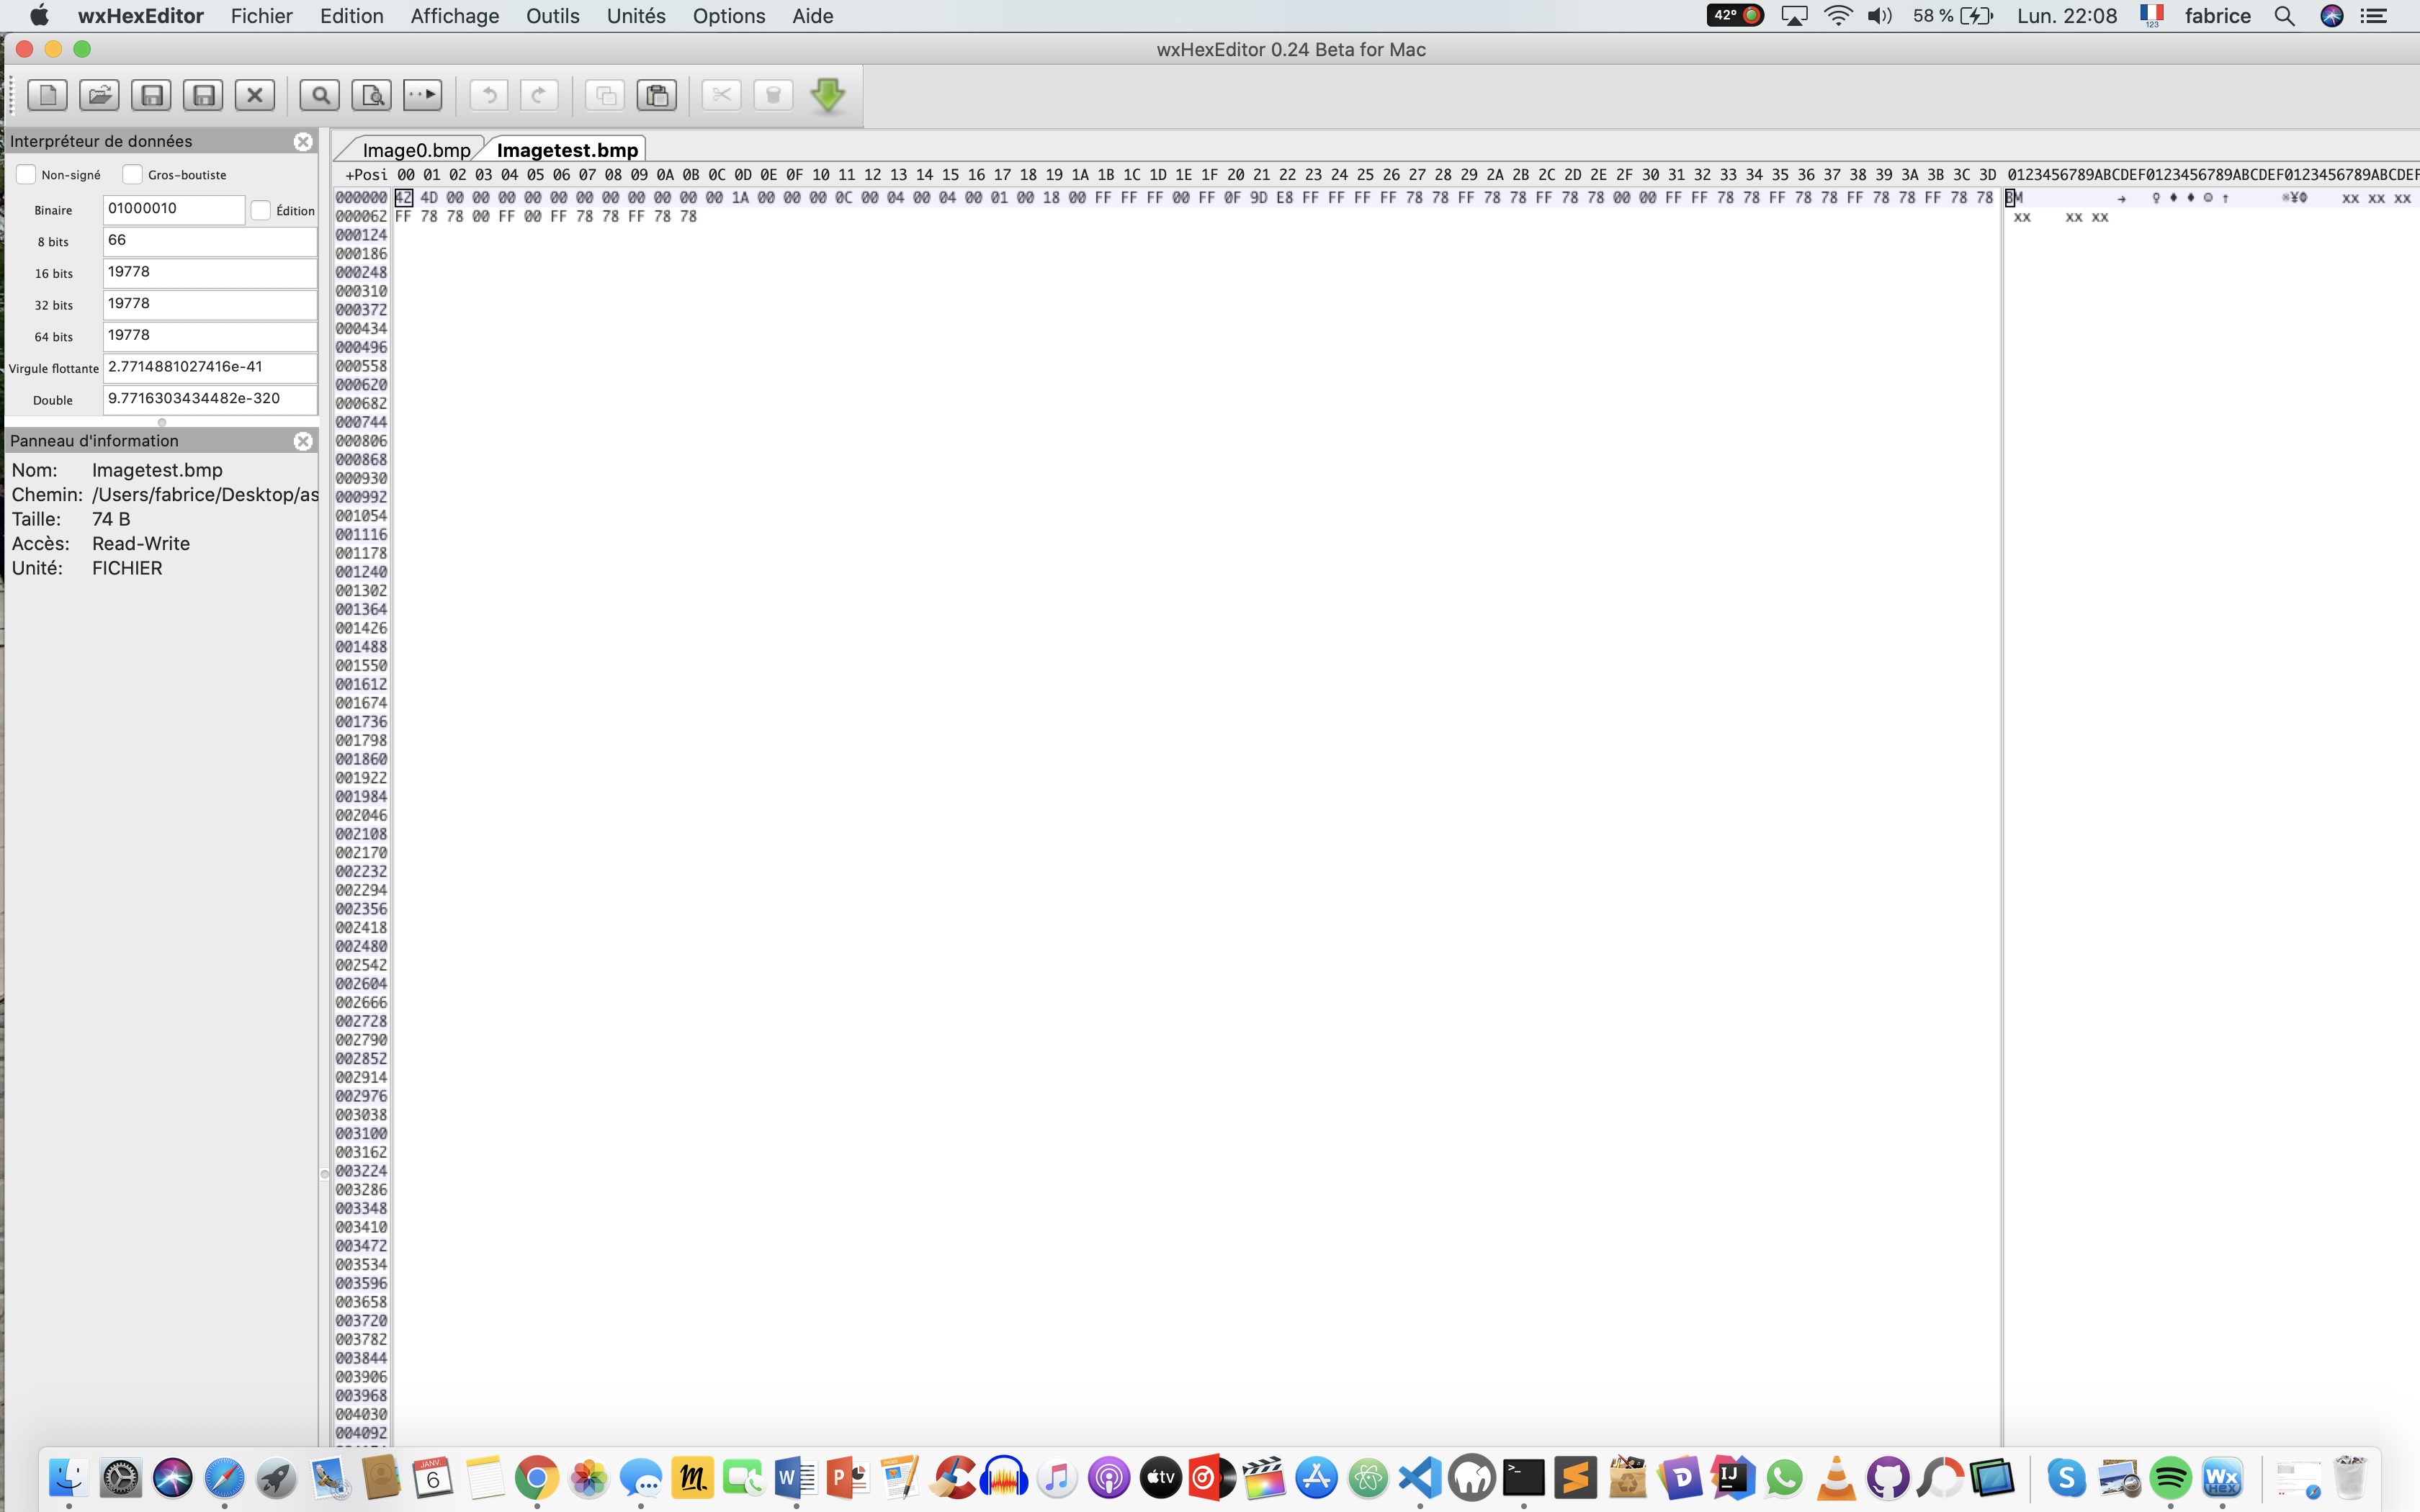 wxHexEditor Fichier Edition Affichage Outils Unités Options Aide 42° 58 % Lun. 22:08 123 fabrice
wxHexEditor 0.24 Beta for Mac
Interpréteur de données
Non-signé Gros-boutiste
Binaire 01000010 Édition
8 bits 66
16 bits 19778
32 bits 19778
64 bits 19778
Virgule flottante 2.7714881027416e-41
Double 9.7716303434482e-320
Panneau d'information
Nom: Imagetest.bmp
Chemin: /Users/fabrice/Desktop/as
Taille: 74 B
Accès: Read-Write
Unité: FICHIER
Image0.bmp Imagetest.bmp
+Posi 00 01 02 03 04 05 06 07 08 09 0A 0B 0C 0D 0E 0F 10 11 12 13 14 15 16 17 18 19 1A 1B 1C 1D 1E 1F 20 21 22 23 24 25 26 27 28 29 2A 2B 2C 2D 2E 2F 30 31 32 33 34 35 36 37 38 39 3A 3B 3C 3D 0123456789ABCDEF0123456789ABCDEF0123456789ABCDEF
000000 42 4D 00 00 00 00 00 00 00 00 00 00 00 1A 00 00 00 0C 00 04 00 04 00 01 00 18 00 FF FF FF 00 FF 0F 9D E8 FF FF FF FF 78 78 FF 78 78 FF 78 78 00 00 FF FF 78 78 FF 78 78 FF 78 78 FF 78 78 BM → ♀ ♦ ♦ ☺ ↑ ¥ xx xx xx
000062 FF 78 78 00 FF 00 FF 78 78 FF 78 78 xx xx xx
000124
000186
000248
000310
000372
000434
000496
000558
000620
000682
000744
000806
000868
000930
000992
001054
001116
001178
001240
001302
001364
001426
001488
001550
001612
001674
001736
001798
001860
001922
001984
002046
002108
002170
002232
002294
002356
002418
002480
002542
002604
002666
002728
002790
002852
002914
002976
003038
003100
003162
003224
003286
003348
003410
003472
003534
003596
003658
003720
003782
003844
003906
003968
004030
004092
JANV. 6 m. W P tv >_ D IJ S Wx HEX